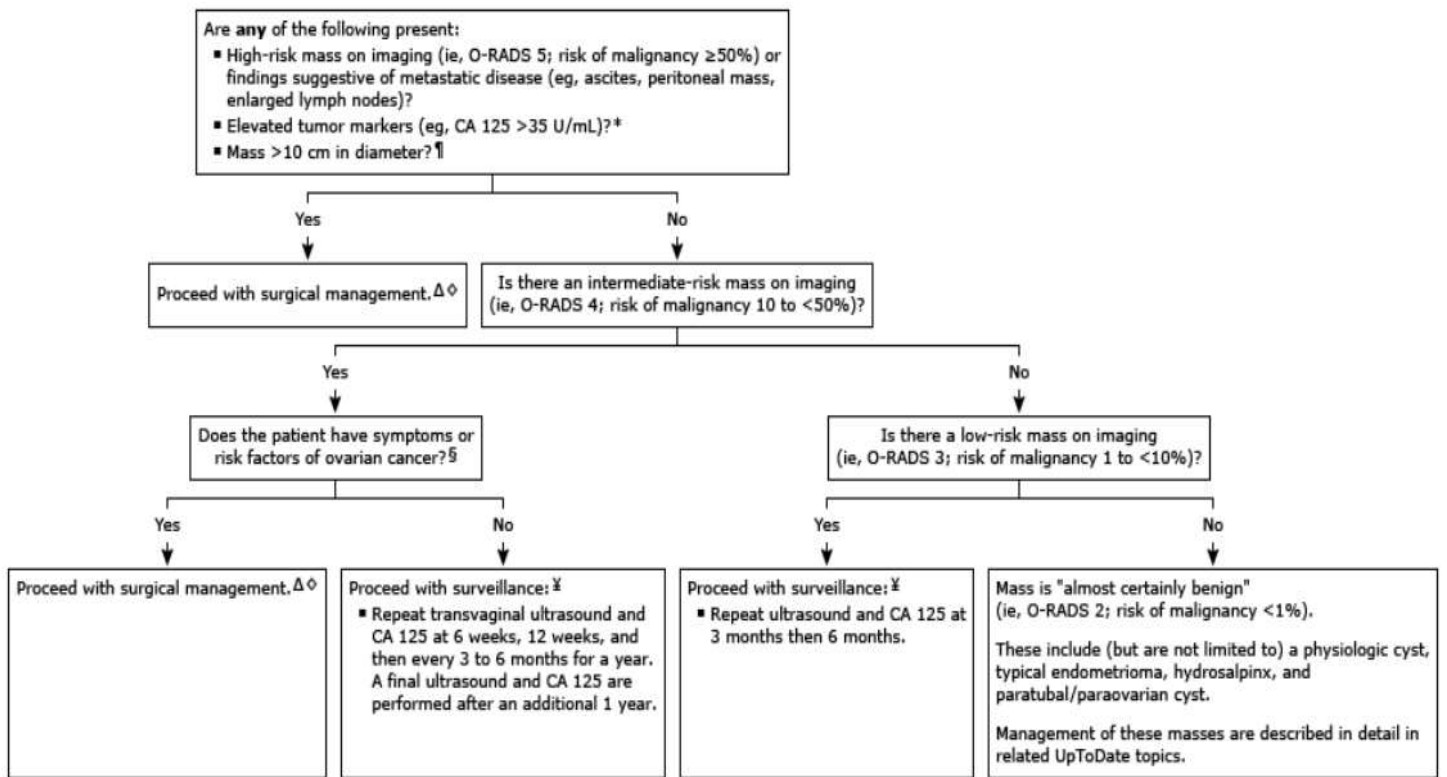 Are any of the following present:
▪ High-risk mass on imaging (ie, O-RADS 5; risk of malignancy ≥50%) or
findings suggestive of metastatic disease (eg, ascites, peritoneal mass,
enlarged lymph nodes)?
▪ Elevated tumor markers (eg, CA 125 >35 U/mL)?*
▪ Mass >10 cm in diameter?¶
Yes
No
Proceed with surgical management.Δ◊
Is there an intermediate-risk mass on imaging
(ie, O-RADS 4; risk of malignancy 10 to <50%)?
Yes
No
Does the patient have symptoms or
risk factors of ovarian cancer?§
Is there a low-risk mass on imaging
(ie, O-RADS 3; risk of malignancy 1 to <10%)?
Yes
No
Yes
No
Proceed with surgical management.Δ◊
Proceed with surveillance:¥
▪ Repeat transvaginal ultrasound and
CA 125 at 6 weeks, 12 weeks, and
then every 3 to 6 months for a year.
A final ultrasound and CA 125 are
performed after an additional 1 year.
Proceed with surveillance:¥
▪ Repeat ultrasound and CA 125 at
3 months then 6 months.
Mass is "almost certainly benign"
(ie, O-RADS 2; risk of malignancy <1%).
These include (but are not limited to) a physiologic cyst,
typical endometrioma, hydrosalpinx, and
paratubal/paraovarian cyst.
Management of these masses are described in detail in
related UpToDate topics.